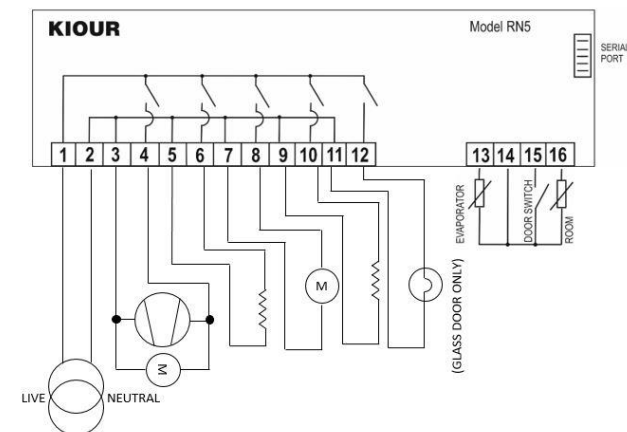 KIOUR
Model RN5
SERIAL
PORT
1 2 3 4 5 6 7 8 9 10 11 12
13 14 15 16
EVAPORATOR
DOOR SWITCH
ROOM
M
M
(GLASS DOOR ONLY)
LIVE
NEUTRAL